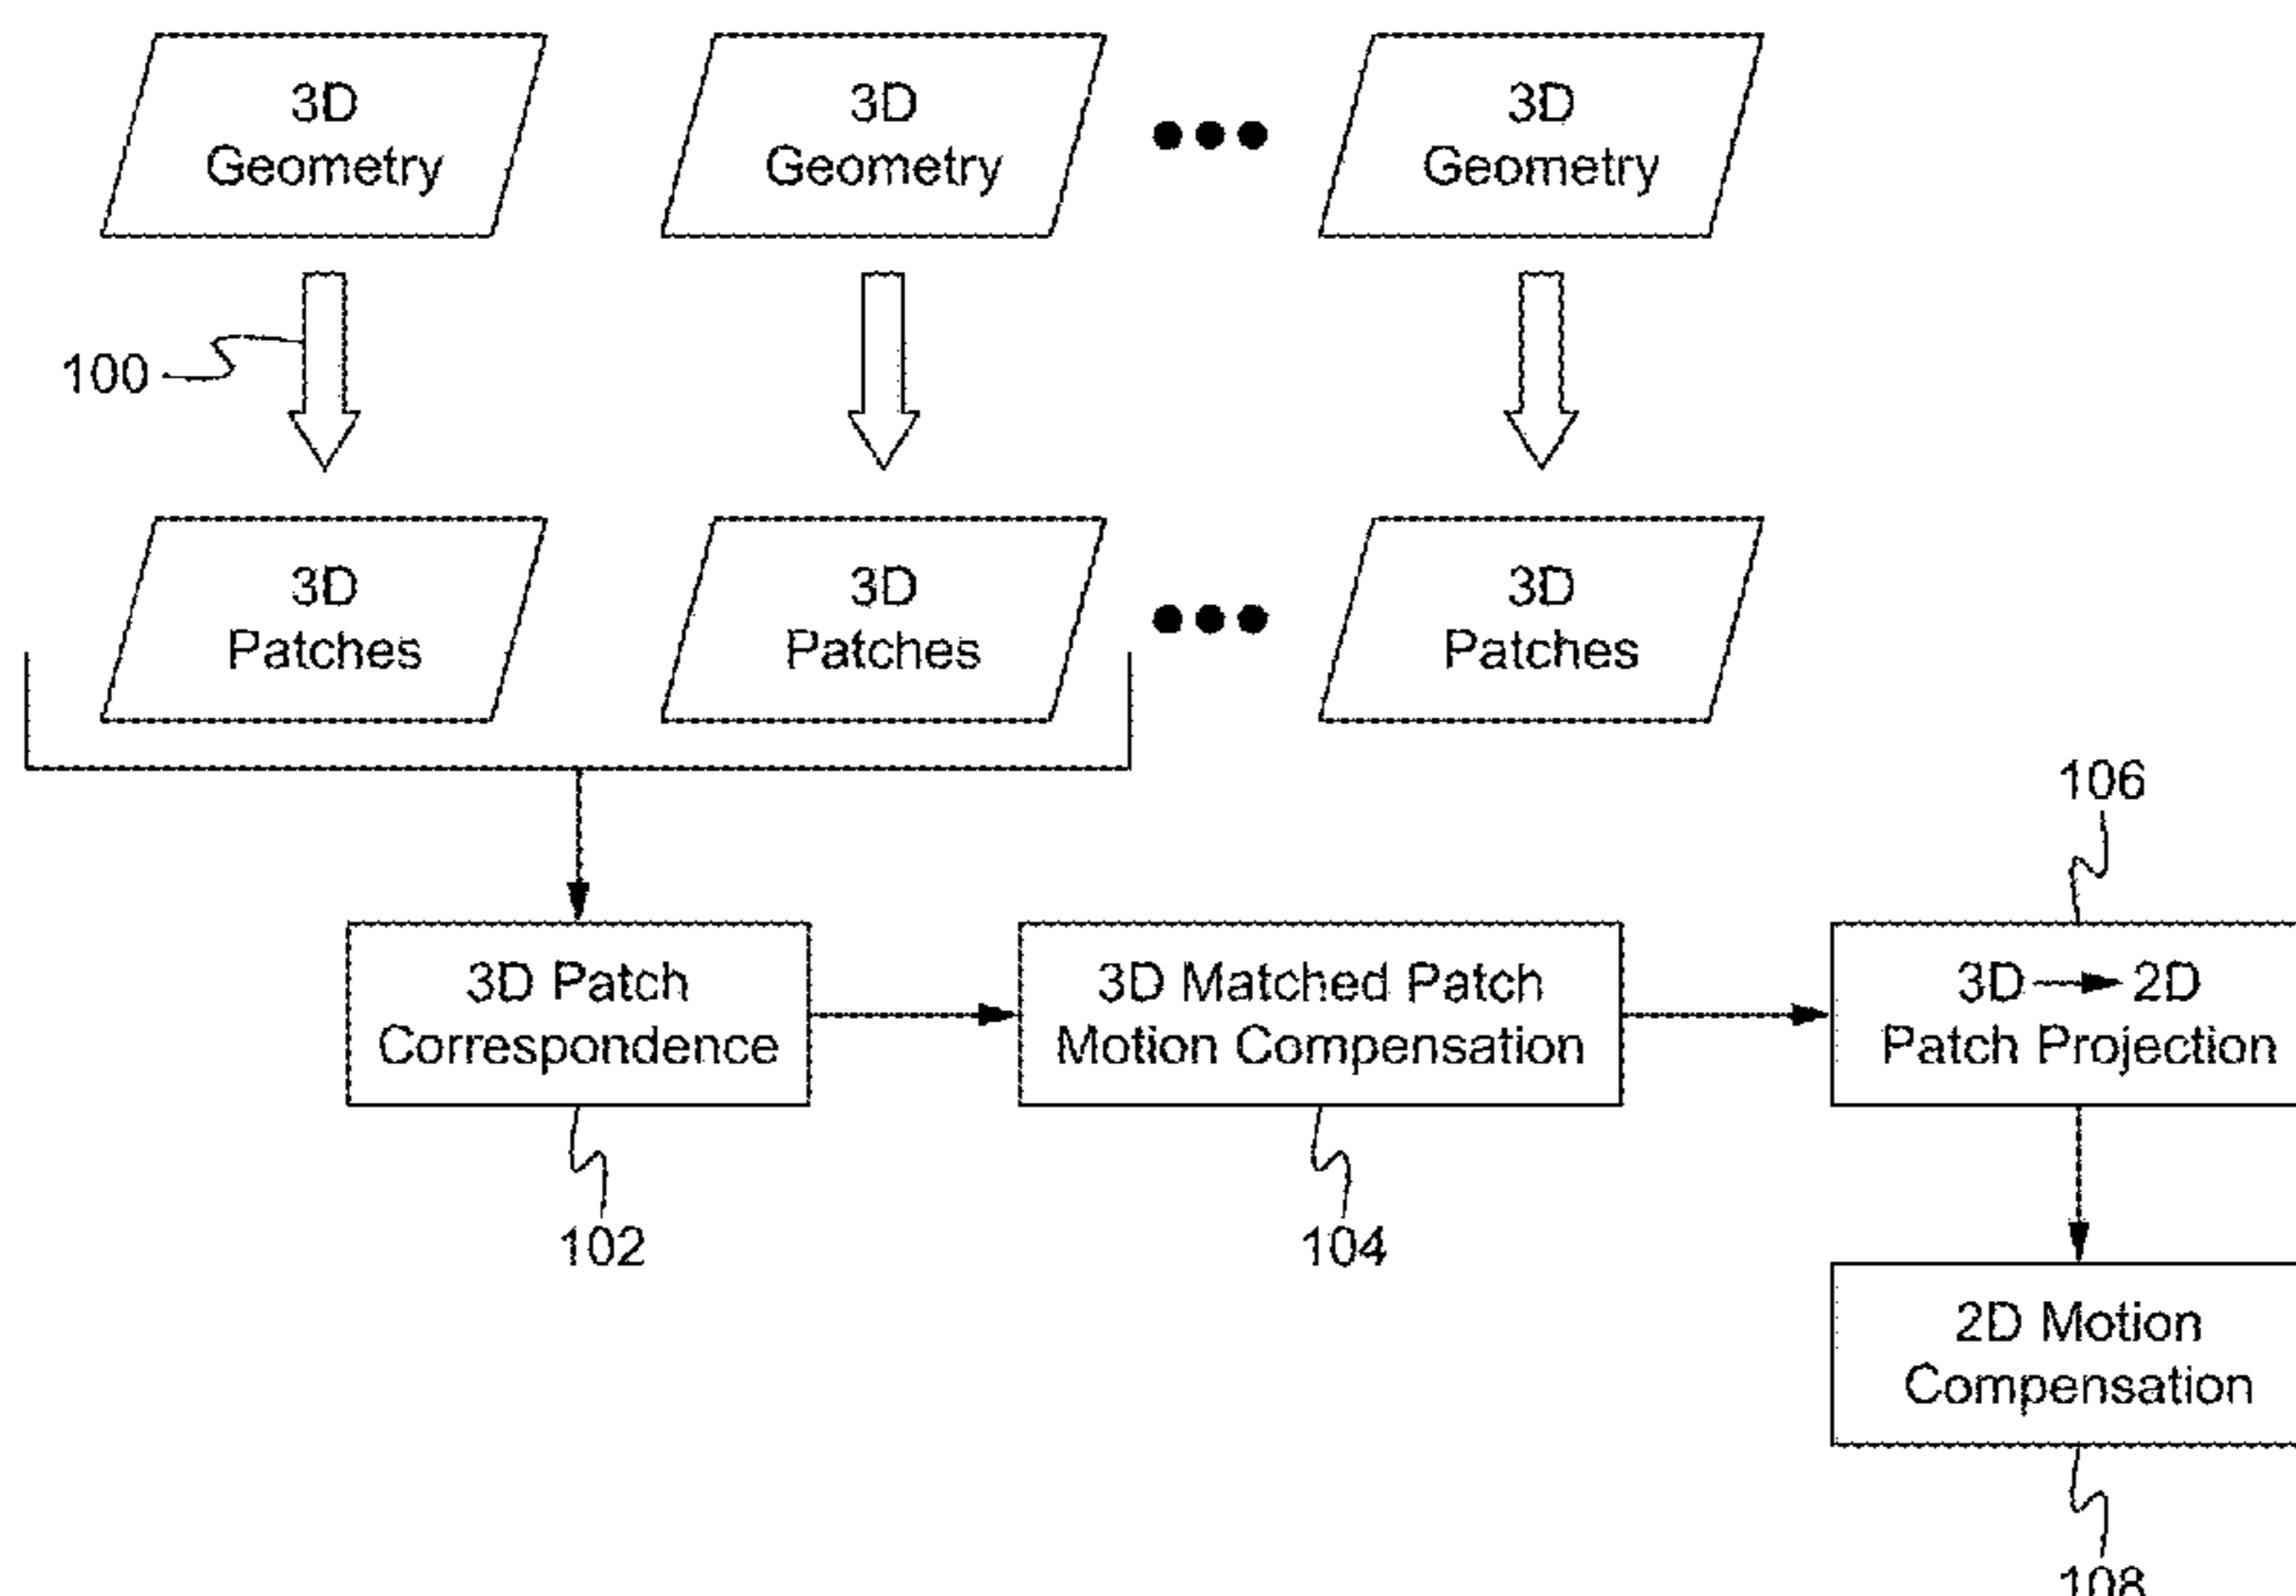 3D
Geometry
3D
Geometry
3D
Geometry
100
3D
Patches
3D
Patches
3D
Patches
106
3D Patch
Correspondence
3D Matched Patch
Motion Compensation
3D 2D
Patch Projection
102
104
2D Motion
Compensation
108